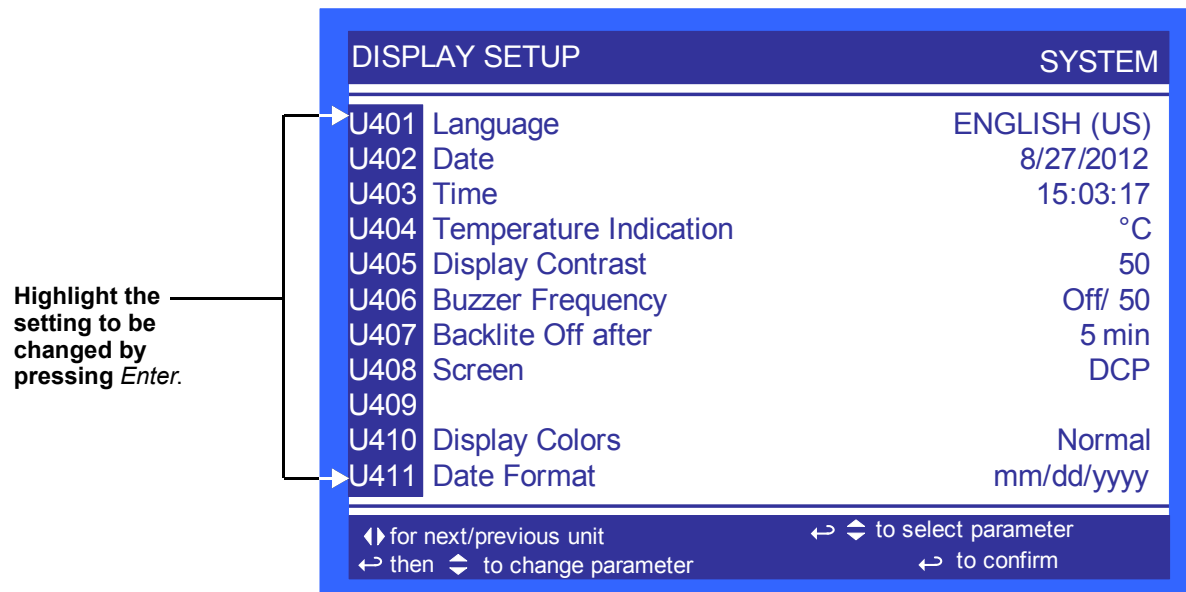 DISPLAY SETUP SYSTEM
U401 Language ENGLISH (US)
U402 Date 8/27/2012
U403 Time 15:03:17
U404 Temperature Indication °C
U405 Display Contrast 50
U406 Buzzer Frequency Off/ 50
U407 Backlite Off after 5 min
U408 Screen DCP
U409
U410 Display Colors Normal
U411 Date Format mm/dd/yyyy
for next/previous unit
to select parameter
then to change parameter
to confirm
Highlight the
setting to be
changed by
pressing Enter.